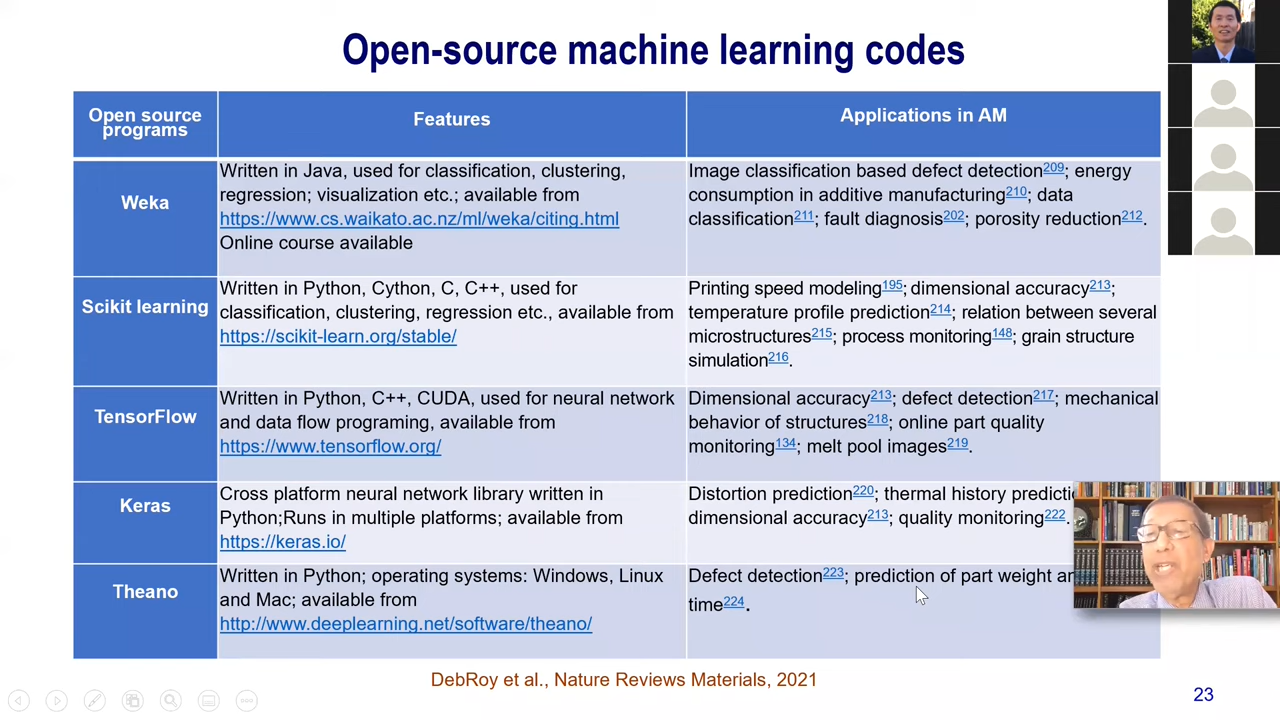 Open-source machine learning codes
Open source
programs
Features
Applications in AM
Weka
Written in Java, used for classification, clustering,
regression; visualization etc.; available from
https://www.cs.waikato.ac.nz/ml/weka/citing.html
Online course available
Image classification based defect detection209; energy
consumption in additive manufacturing210; data
classification211; fault diagnosis202; porosity reduction212.
Scikit learning
Written in Python, Cython, C, C++, used for
classification, clustering, regression etc., available from
https://scikit-learn.org/stable/
Printing speed modeling195; dimensional accuracy213;
temperature profile prediction214; relation between several
microstructures215; process monitoring148; grain structure
simulation216.
TensorFlow
Written in Python, C++, CUDA, used for neural network
and data flow programing, available from
https://www.tensorflow.org/
Dimensional accuracy213; defect detection217; mechanical
behavior of structures218; online part quality
monitoring134; melt pool images219.
Keras
Cross platform neural network library written in
Python;Runs in multiple platforms; available from
https://keras.io/
Distortion prediction220; thermal history
dimensional accuracy213; quality monitoring222.
Theano
Written in Python; operating systems: Windows, Linux
and Mac; available from
http://www.deeplearning.net/software/theano/
Defect detection223; prediction of part weight
time224.
DebRoy et al., Nature Reviews Materials, 2021
23